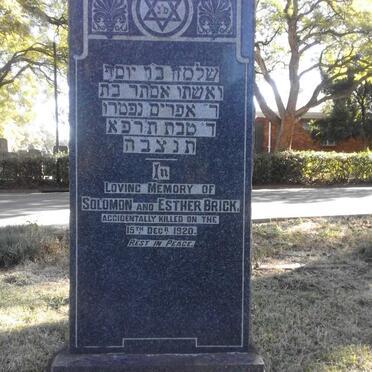 פ.נ.
שלמה בן יוסף
ואשתו אסתר בת
ר׳ אפרים נפטרו
ד טבת תרפא
תנצבה
In
LOVING MEMORY OF
SOLOMON AND ESTHER BRICK.
ACCIDENTALLY KILLED ON THE
15TH DECR. 1920.
REST IN PEACE.